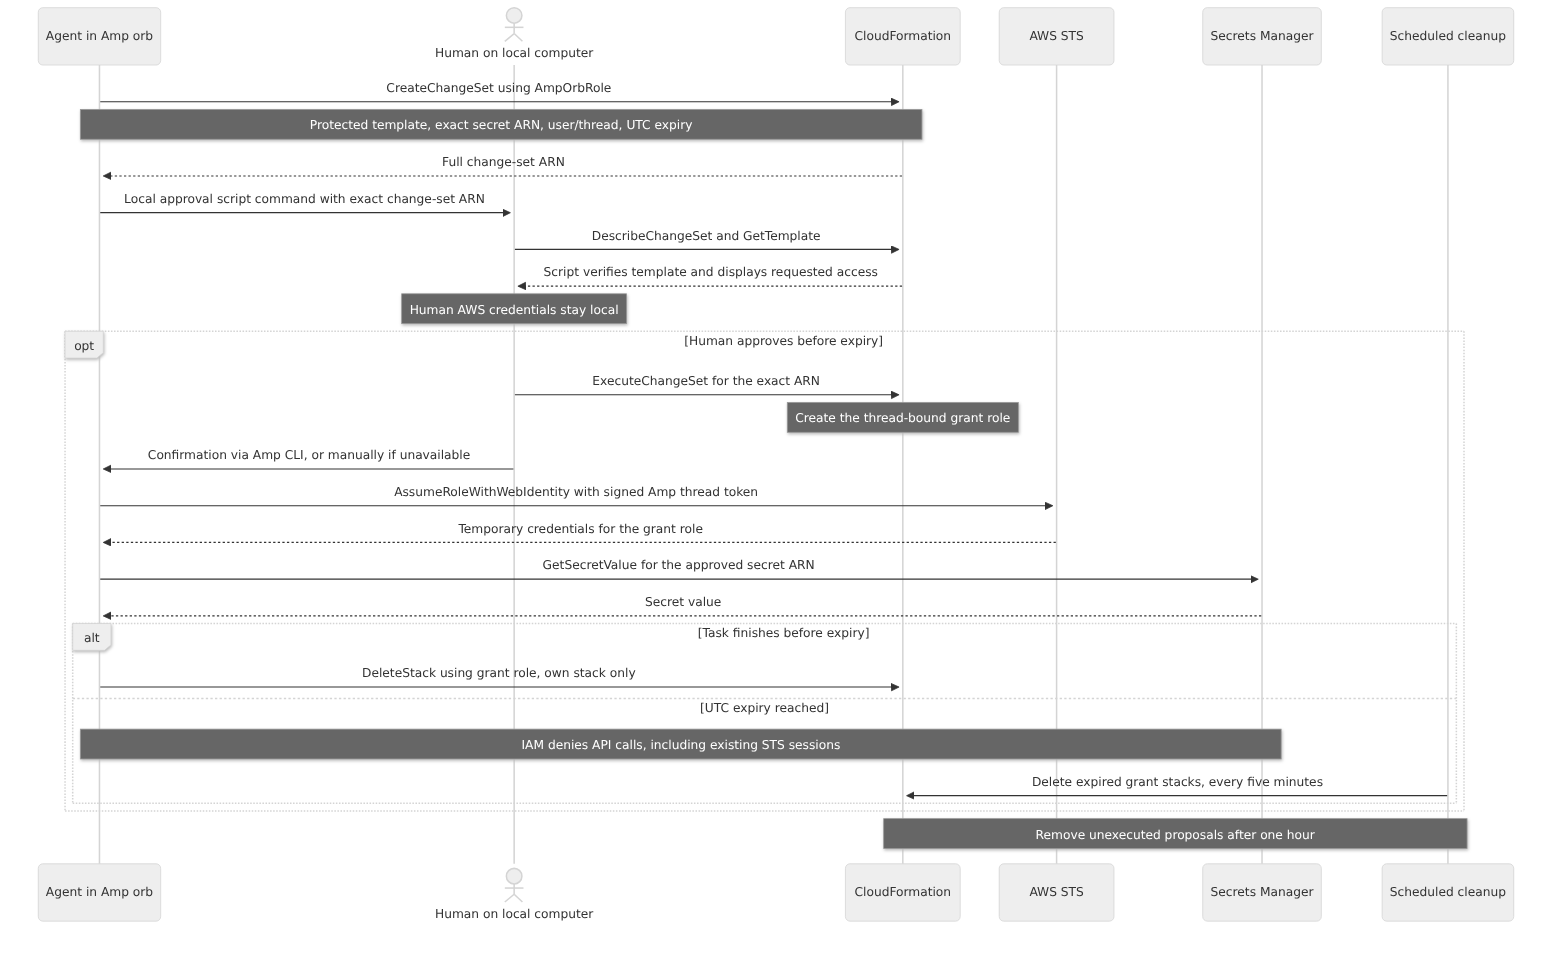 Agent in Amp orb
Human on local computer
CloudFormation
AWS STS
Secrets Manager
Scheduled cleanup
CreateChangeSet using AmpOrbRole
Protected template, exact secret ARN, user/thread, UTC expiry
Full change-set ARN
Local approval script command with exact change-set ARN
DescribeChangeSet and GetTemplate
Script verifies template and displays requested access
Human AWS credentials stay local
opt
[Human approves before expiry]
ExecuteChangeSet for the exact ARN
Create the thread-bound grant role
Confirmation via Amp CLI, or manually if unavailable
AssumeRoleWithWebIdentity with signed Amp thread token
Temporary credentials for the grant role
GetSecretValue for the approved secret ARN
Secret value
alt
[Task finishes before expiry]
DeleteStack using grant role, own stack only
[UTC expiry reached]
IAM denies API calls, including existing STS sessions
Delete expired grant stacks, every five minutes
Remove unexecuted proposals after one hour
Agent in Amp orb
Human on local computer
CloudFormation
AWS STS
Secrets Manager
Scheduled cleanup